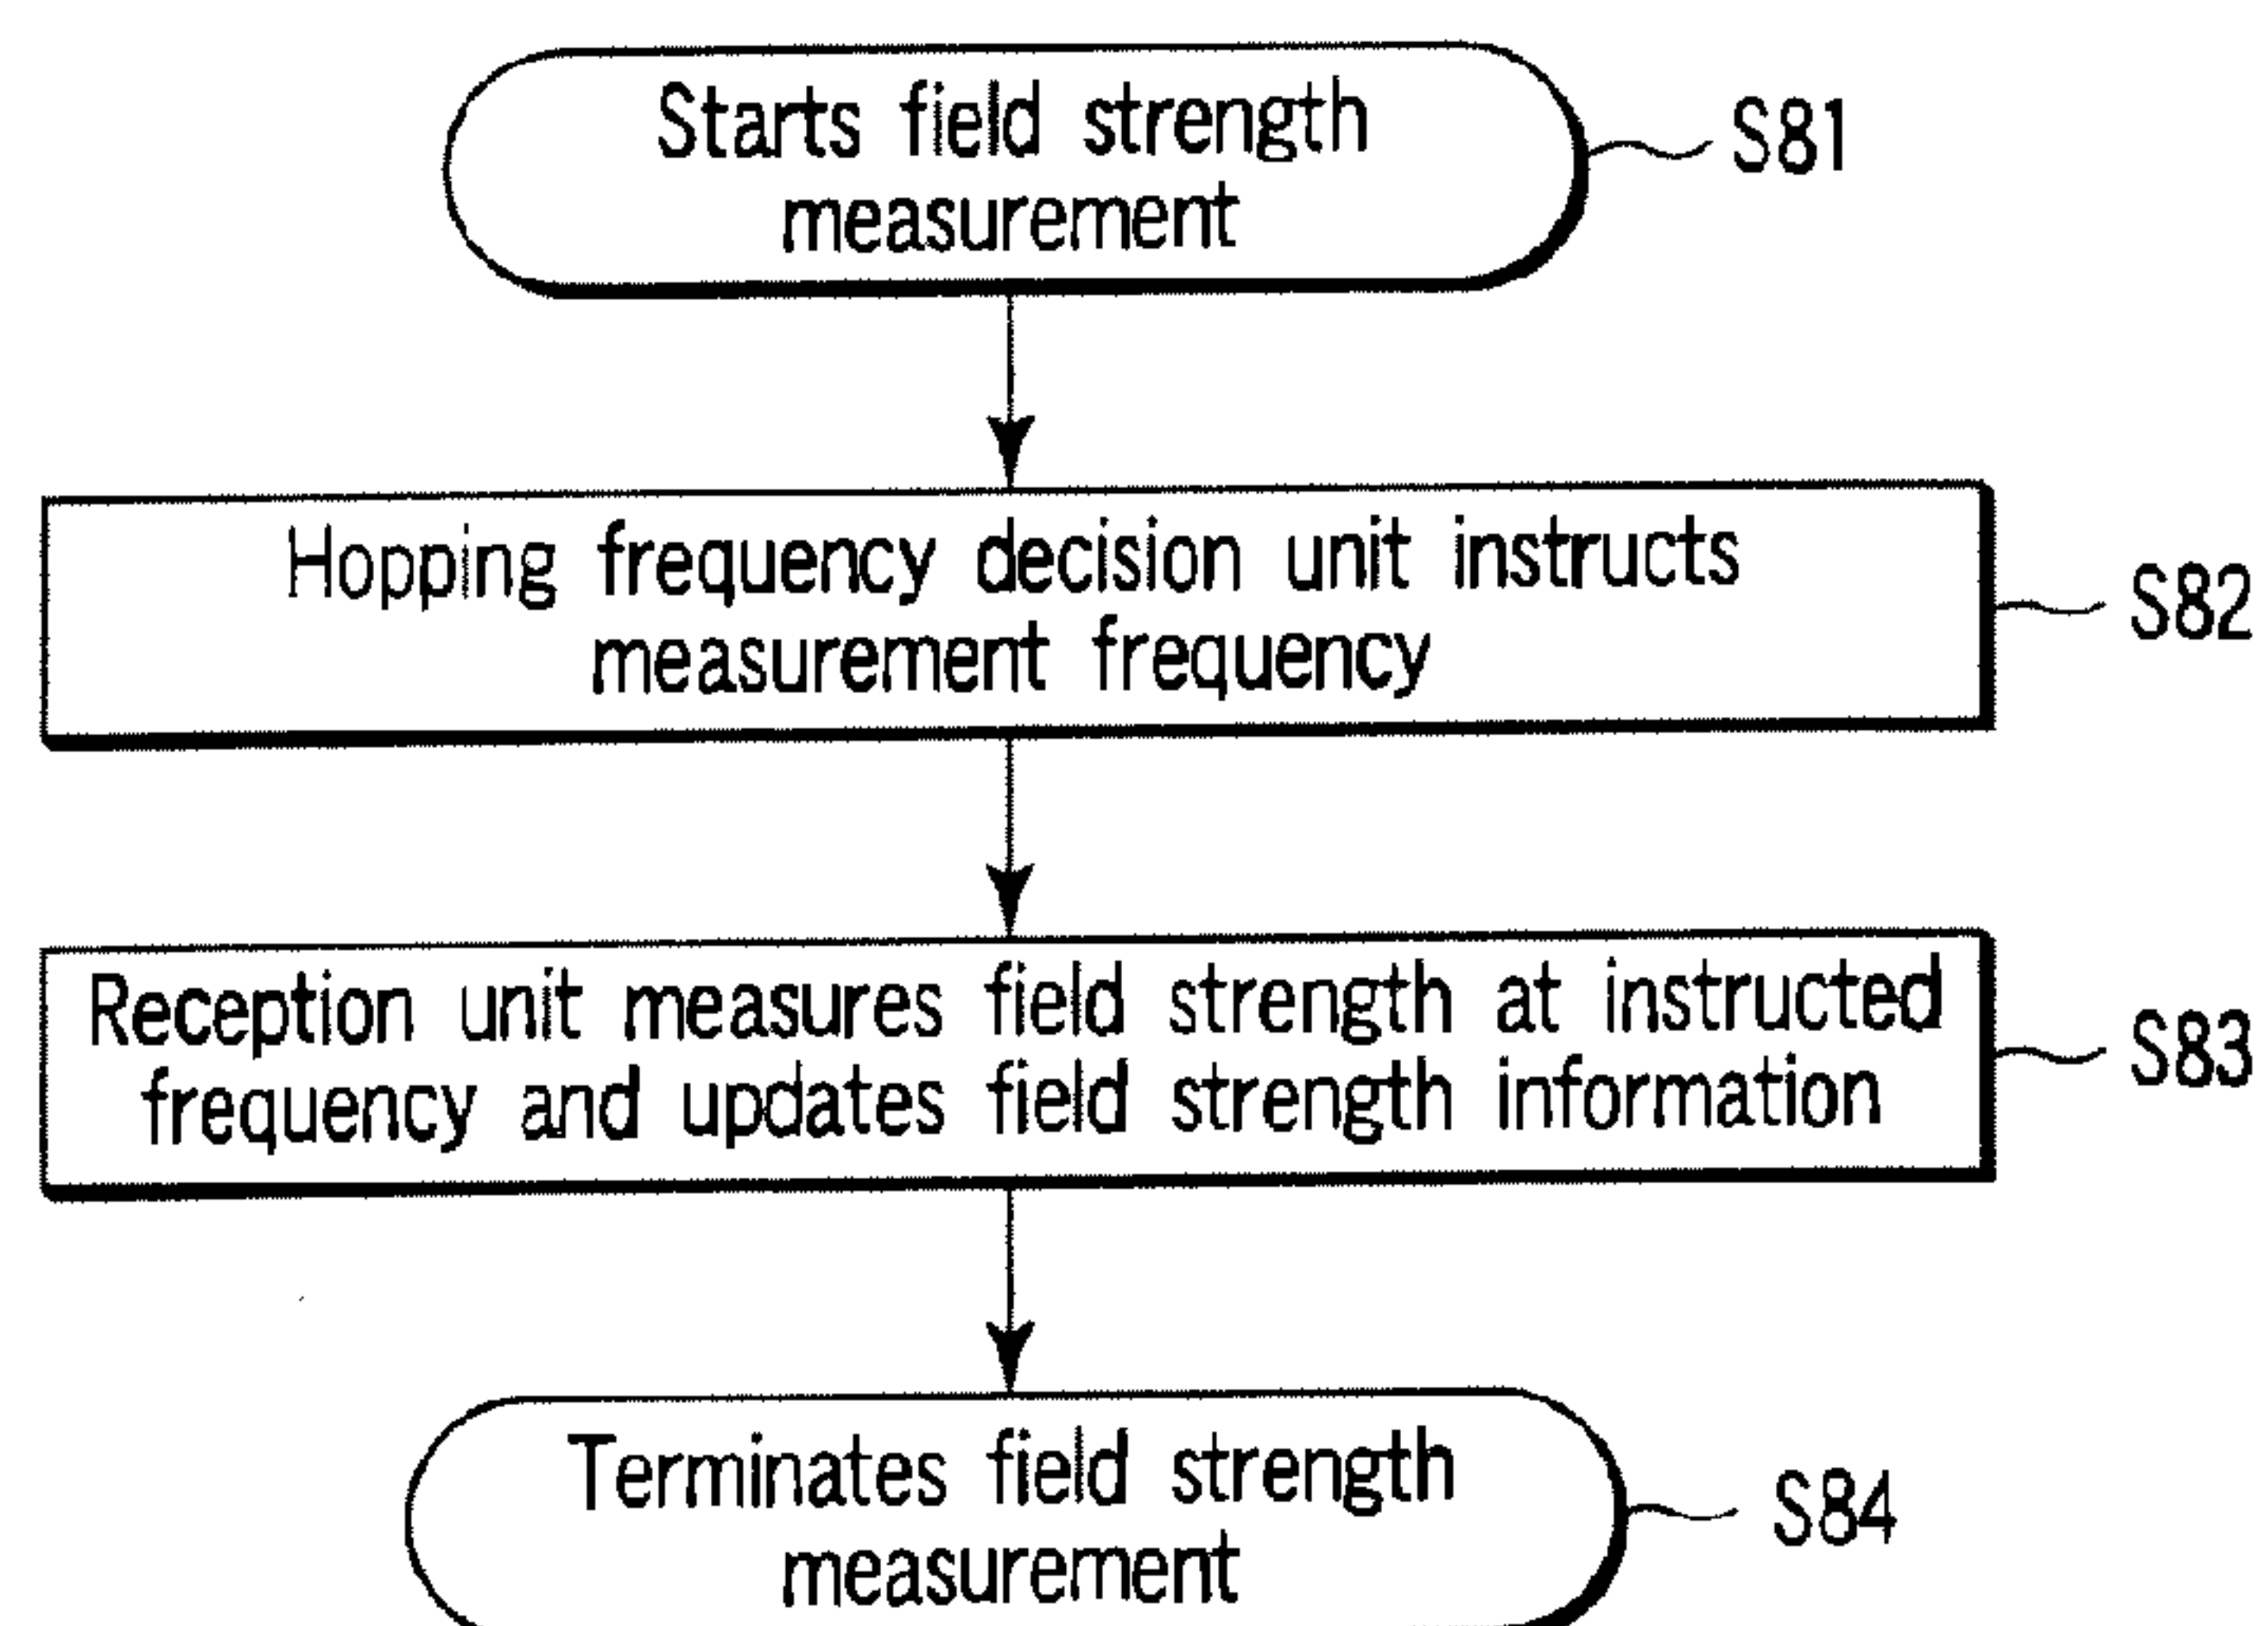 Starts field strength
measurement
S81
Hopping frequency decision unit instructs
measurement frequency
S82
Reception unit measures field strength at instructed
frequency and updates field strength information
S83
Terminates field strength
measurement
S84